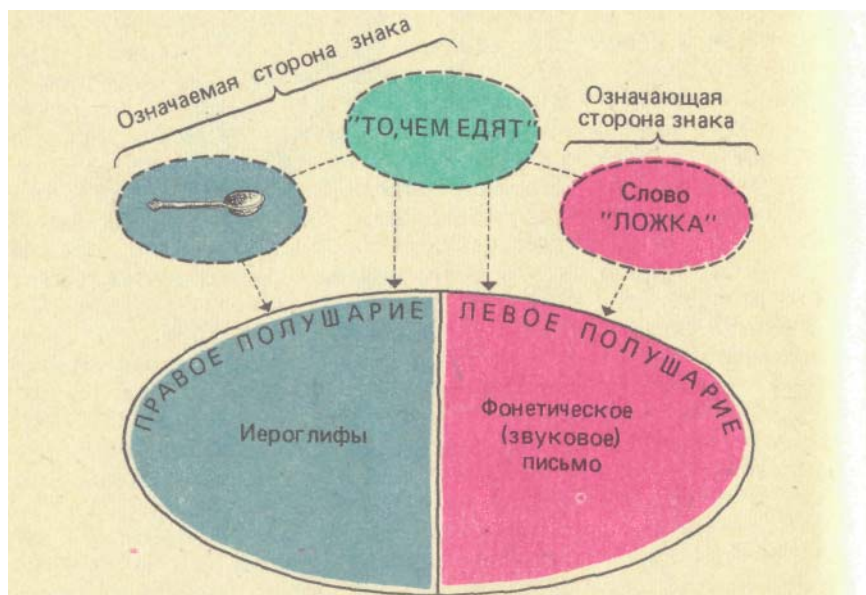 Означаемая сторона знака
"ТО,ЧЕМ ЕДЯТ"
Означающая
сторона знака
Слово
"ЛОЖКА"
ПРАВОЕ ПОЛУШАРИЕ
ЛЕВОЕ ПОЛУШАРИЕ
Иероглифы
Фонетическое
(звуковое)
письмо